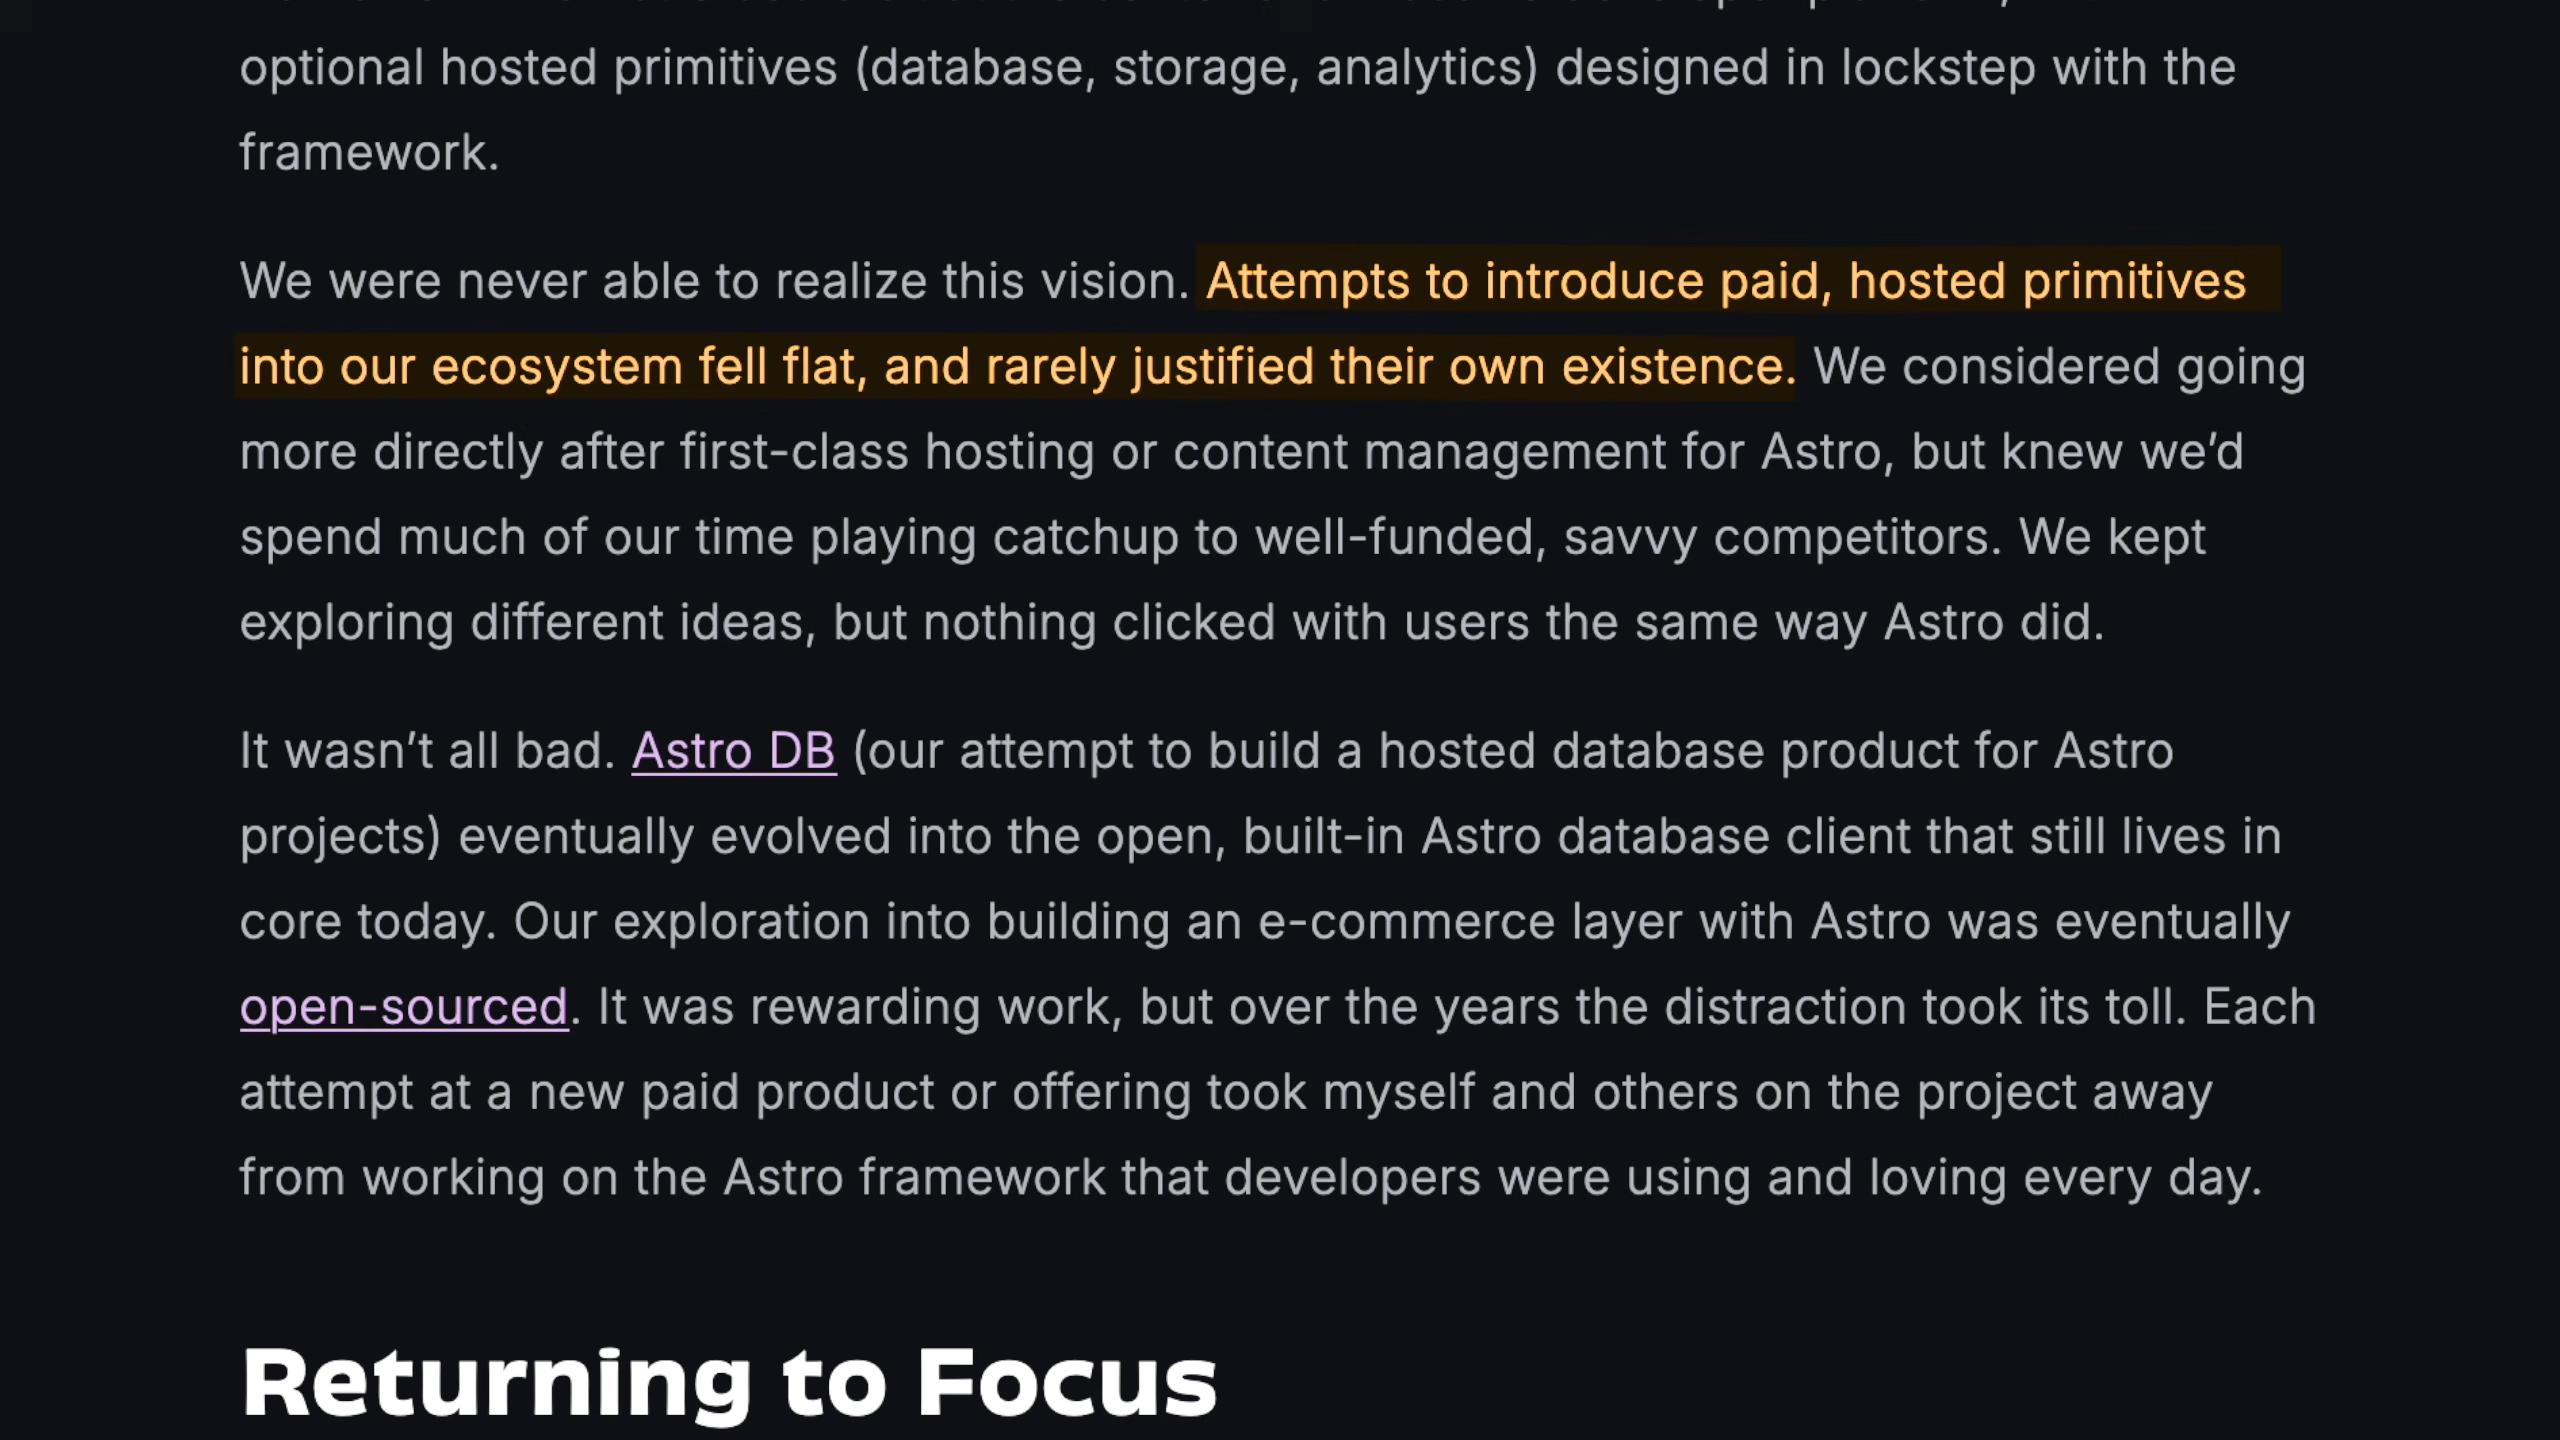 optional hosted primitives (database, storage, analytics) designed in lockstep with the
framework.
We were never able to realize this vision. Attempts to introduce paid, hosted primitives
into our ecosystem fell flat, and rarely justified their own existence. We considered going
more directly after first-class hosting or content management for Astro, but knew we’d
spend much of our time playing catchup to well-funded, savvy competitors. We kept
exploring different ideas, but nothing clicked with users the same way Astro did.
It wasn’t all bad. Astro DB (our attempt to build a hosted database product for Astro
projects) eventually evolved into the open, built-in Astro database client that still lives in
core today. Our exploration into building an e-commerce layer with Astro was eventually
open-sourced. It was rewarding work, but over the years the distraction took its toll. Each
attempt at a new paid product or offering took myself and others on the project away
from working on the Astro framework that developers were using and loving every day.
Returning to Focus